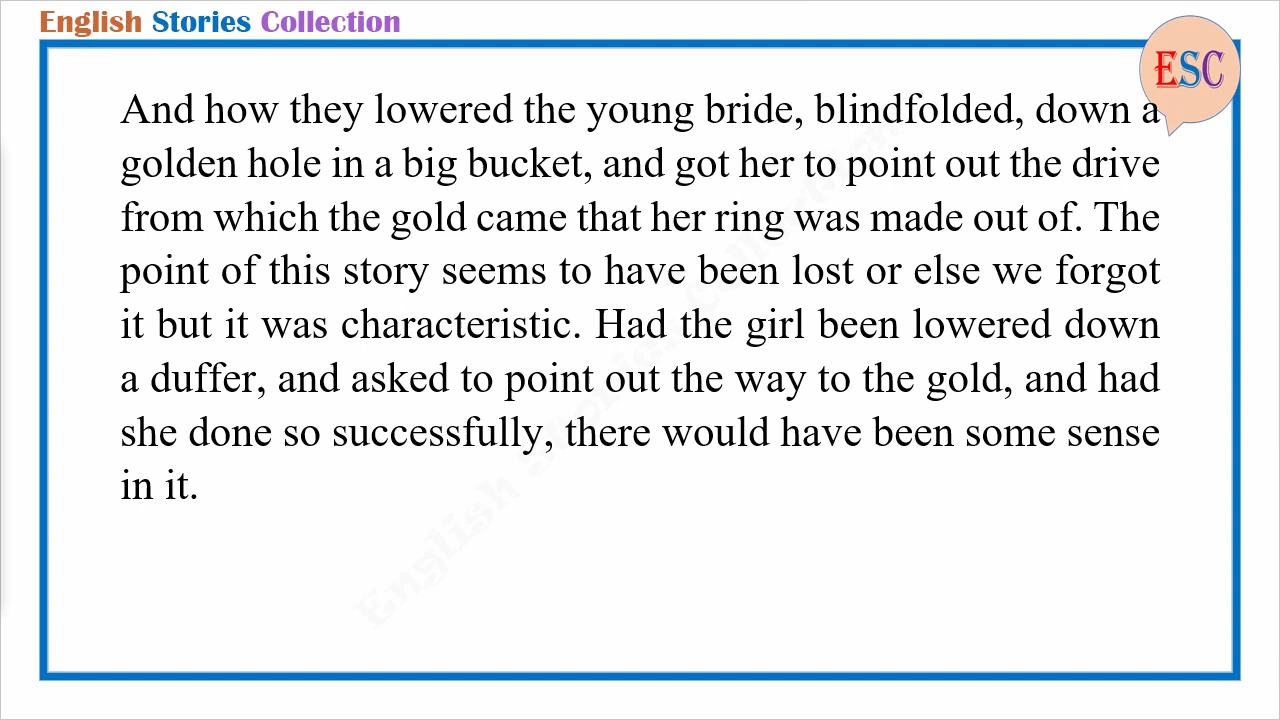 English Stories Collection
ESC
And how they lowered the young bride, blindfolded, down a
golden hole in a big bucket, and got her to point out the drive
from which the gold came that her ring was made out of. The
point of this story seems to have been lost or else we forgot
it but it was characteristic. Had the girl been lowered down
a duffer, and asked to point out the way to the gold, and had
she done so successfully, there would have been some sense
in it.
English Stories Collection